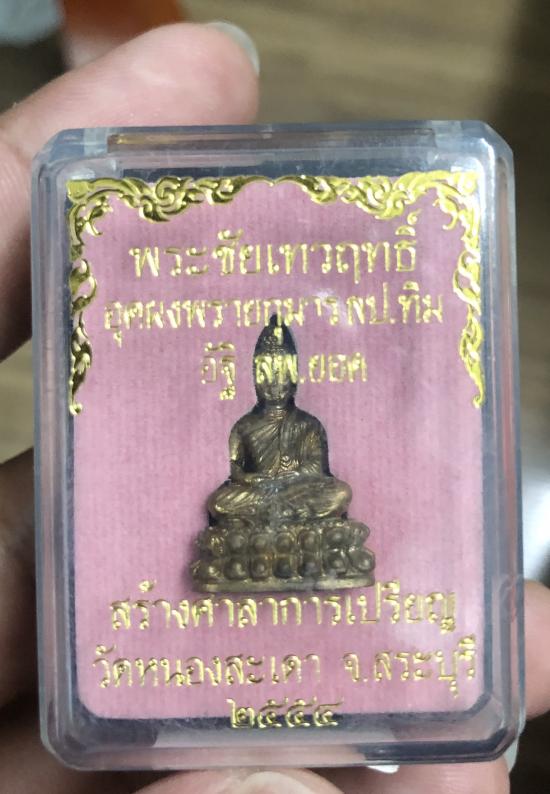 พระชัยเทวฤทธิ์
อุดผงพรายกุมาร ลป.ทิม
อัฐิ ลพ.ยอด
สร้างศาลาการเปรียญ
วัดหนองสะเดา จ.สระบุรี
๒๕๕๔